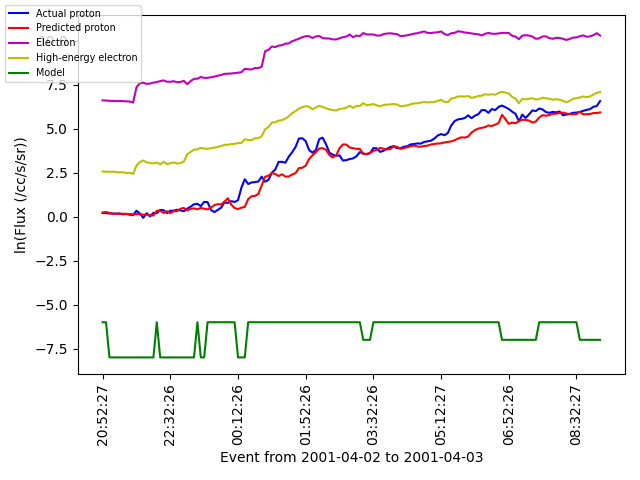 Actual proton
Predicted proton
Electron
High-energy electron
Model
10.0
7.5
5.0
2.5
0.0
−2.5
−5.0
−7.5
ln(Flux (/cc/s/sr))
20:52:27
22:32:26
00:12:26
01:52:26
03:32:26
05:12:27
06:52:26
08:32:27
Event from 2001-04-02 to 2001-04-03